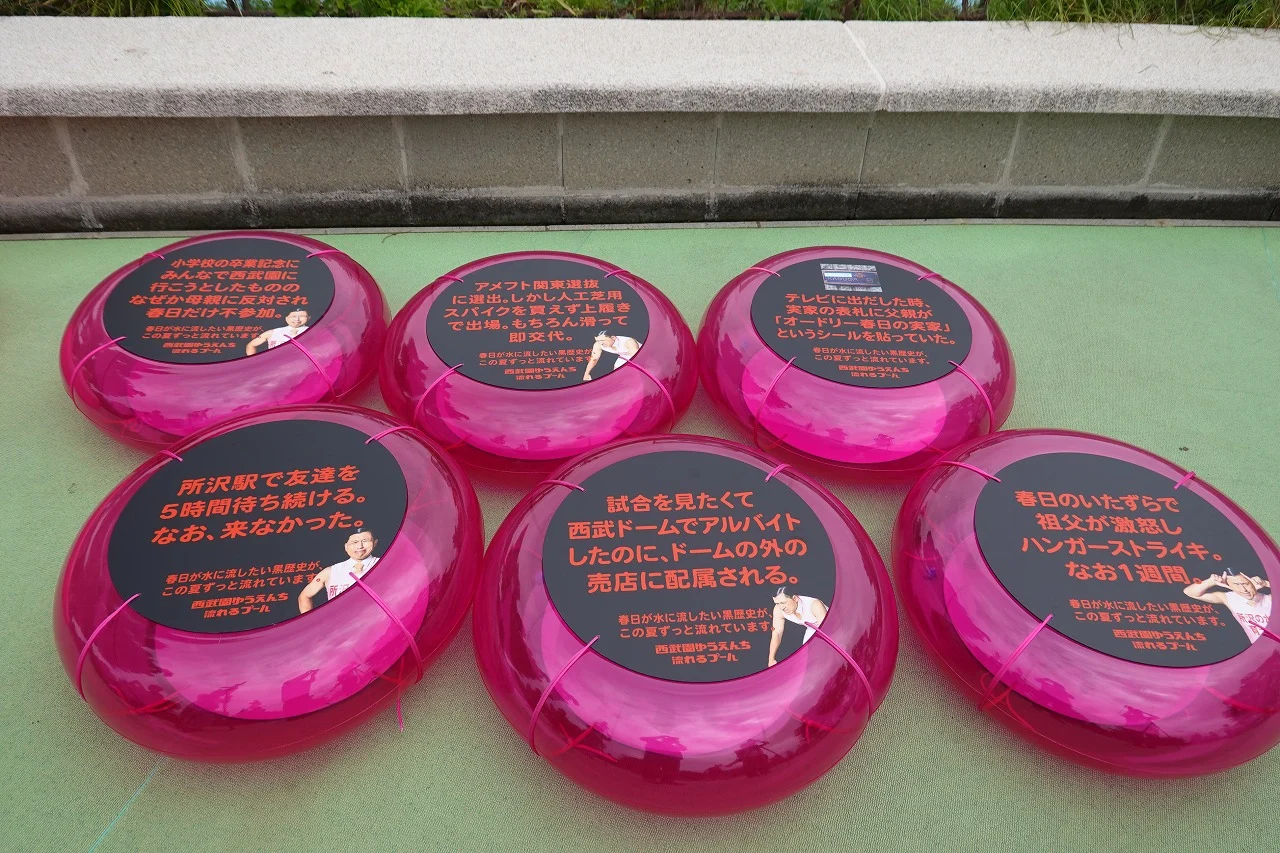 小学校の卒業記念に
みんなで西武園に
行こうとしたものの
なぜか母親に反対され
春日だけ不参加。
春日が水に流したい黒歴史が、
この夏ずっと流れています
西武園ゆうえんち
流れるプール
アメフト関東選抜
に選出。しかし人工芝用
スパイクを買えず上履き
で出場。もちろん滑って
即交代。
春日が水に流したい黒歴史が
この夏ずっと流れています
西武園ゆうえんち
流れるプール
テレビに出だした時、
実家の表札に父親が
「オードリー春日の実家」
というシールを貼っていた。
春日が水に流したい黒歴史が、
この夏ずっと流れています。
西武園ゆうえんち
流れるプール
所沢駅で友達を
5時間待ち続ける。
なお、来なかった。
春日が水に流したい黒歴史が、
この夏ずっと流れています
西武園ゆうえんち
流れるプール
試合を見たくて
西武ドームでアルバイト
したのに、ドームの外の
売店に配属される。
春日が水に流したい黒歴史が、
この夏ずっと流れています
西武園ゆうえんち
流れるプール
春日のいたずらで
祖父が激怒し
ハンガーストライキ。
なお1週間。
春日が水に流したい黒歴史が、
この夏ずっと流れています。
西武園ゆうえんち
流れるプール